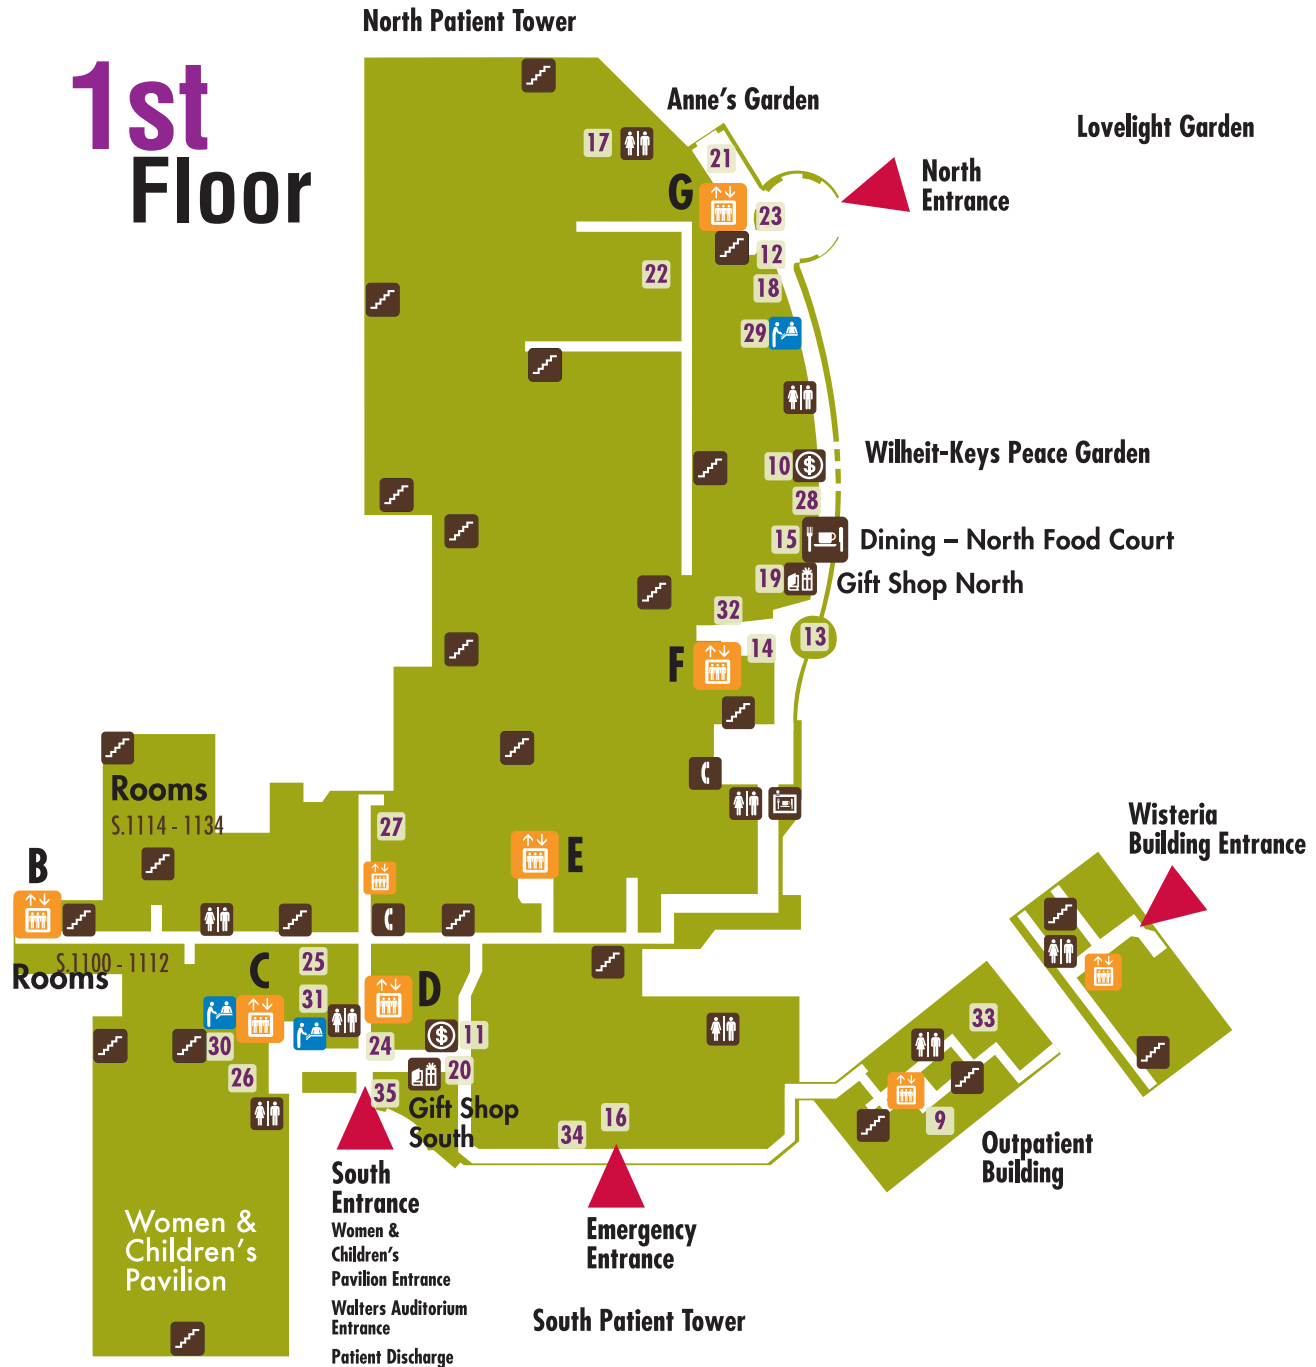 North Patient Tower
1st
Floor
Anne's Garden
Lovelight Garden
17
21
North
Entrance
G
23
12
22
18
29
10
Wilheit-Keys Peace Garden
28
15
Dining – North Food Court
19
Gift Shop North
32
13
14
F
Rooms
S.1114 - 1134
27
Wisteria
Building Entrance
B
E
S.1100 - 1112
Rooms
25
C
D
31
30
11
33
24
26
20
35
Gift Shop
South
34
16
9
Outpatient
Building
South
Entrance
Women &
Children's
Pavilion Entrance
Walters Auditorium
Entrance
Patient Discharge
Women &
Children's
Pavilion
Emergency
Entrance
South Patient Tower